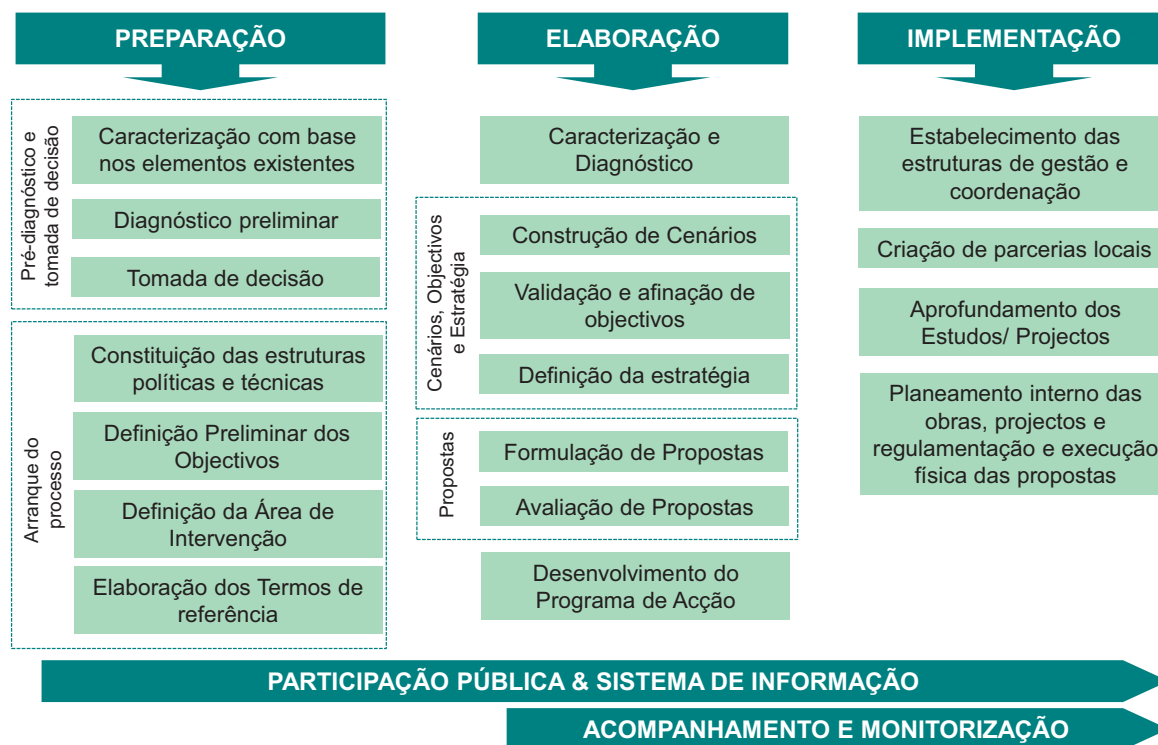 PREPARAÇÃO
Pré-diagnóstico e
tomada de decisão
Caracterização com base
nos elementos existentes
Diagnóstico preliminar
Tomada de decisão
Arranque do
processo
Constituição das estruturas
políticas e técnicas
Definição Preliminar dos
Objectivos
Definição da Área de
Intervenção
Elaboração dos Termos de
referência
ELABORAÇÃO
Caracterização e
Diagnóstico
Cenários, Objectivos
e Estratégia
Construção de Cenários
Validação e afinação de
objectivos
Definição da estratégia
Propostas
Formulação de Propostas
Avaliação de Propostas
Desenvolvimento do
Programa de Acção
IMPLEMENTAÇÃO
Estabelecimento das
estruturas de gestão e
coordenação
Criação de parcerias locais
Aprofundamento dos
Estudos/ Projectos
Planeamento interno das
obras, projectos e
regulamentação e execução
física das propostas
PARTICIPAÇÃO PÚBLICA & SISTEMA DE INFORMAÇÃO
ACOMPANHAMENTO E MONITORIZAÇÃO